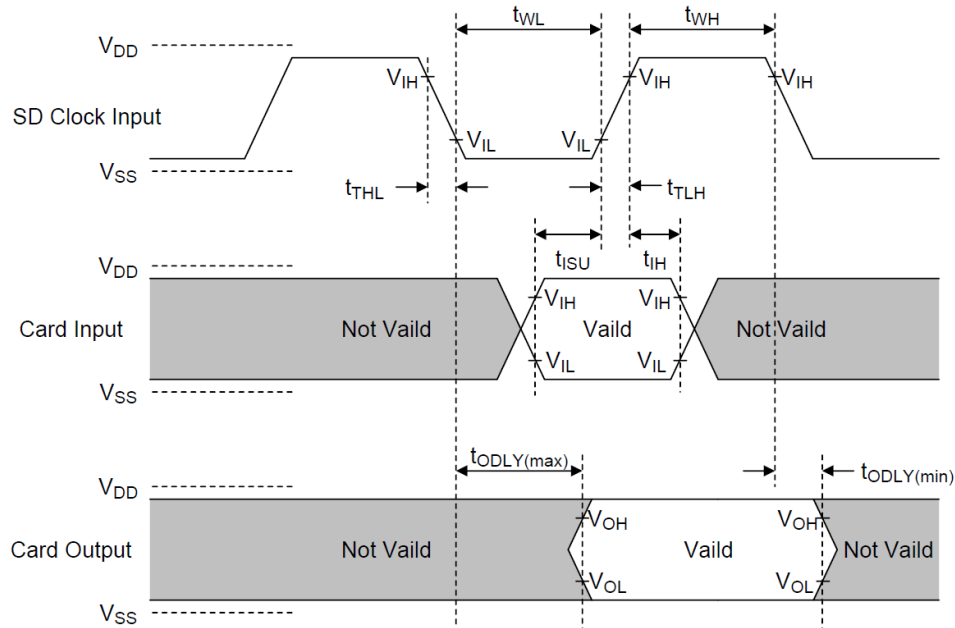 tWL tWH
VDD
VIH VIH VIH
SD Clock Input
VIL VIL
VSS
tTHL tTLH
tISU tIH
VDD
VIH VIH
Card Input Not Vaild Vaild Not Vaild
VIL VIL
VSS
tODLY(max) tODLY(min)
VDD
VOH VOH
Card Output Not Vaild Vaild Not Vaild
VOL VOL
VSS